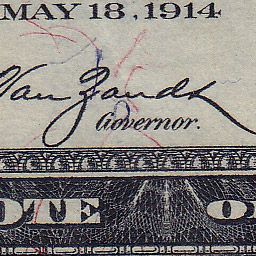 MAY 18, 1914
Van Zandt
Governor.
OTE O